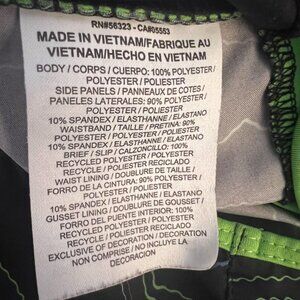 RN#56323 - CA#05553
MADE IN VIETNAM/FABRIQUE AU
VIETNAM/HECHO EN VIETNAM
BODY / CORPS / CUERPO: 100% POLYESTER /
POLYESTER / POLIESTER
SIDE PANELS / PANNEAUX DE COTES /
PANELES LATERALES: 90% POLYESTER /
POLYESTER / POLIESTER
10% SPANDEX / ELASTHANNE / ELASTANO
WAISTBAND / TAILLE / PRETINA: 90%
POLYESTER / POLYESTER / POLIESTER
10% SPANDEX / ELASTHANNE / ELASTANO
BRIEF / SLIP / CALZONCILLO: 100%
RECYCLED POLYESTER / POLYESTER
RECYCLE / POLIESTER RECICLADO
WAIST LINING / DOUBLURE DE TAILLE /
FORRO DE LA CINTURA: 90% POLYESTER /
POLYESTER / POLIESTER
10% SPANDEX / ELASTHANNE / ELASTANO
GUSSET LINING / DOUBLURE DE GOUSSET /
FORRO DEL FUENTE INTERIOR: 100%
RECYCLED POLYESTER / POLYESTER
RECYCLE / POLIESTER RECICLADO
EXCLUSIVE OF DECORATION / SAUF
NON COMPRISE / NO INCLUYE LA
DECORACION